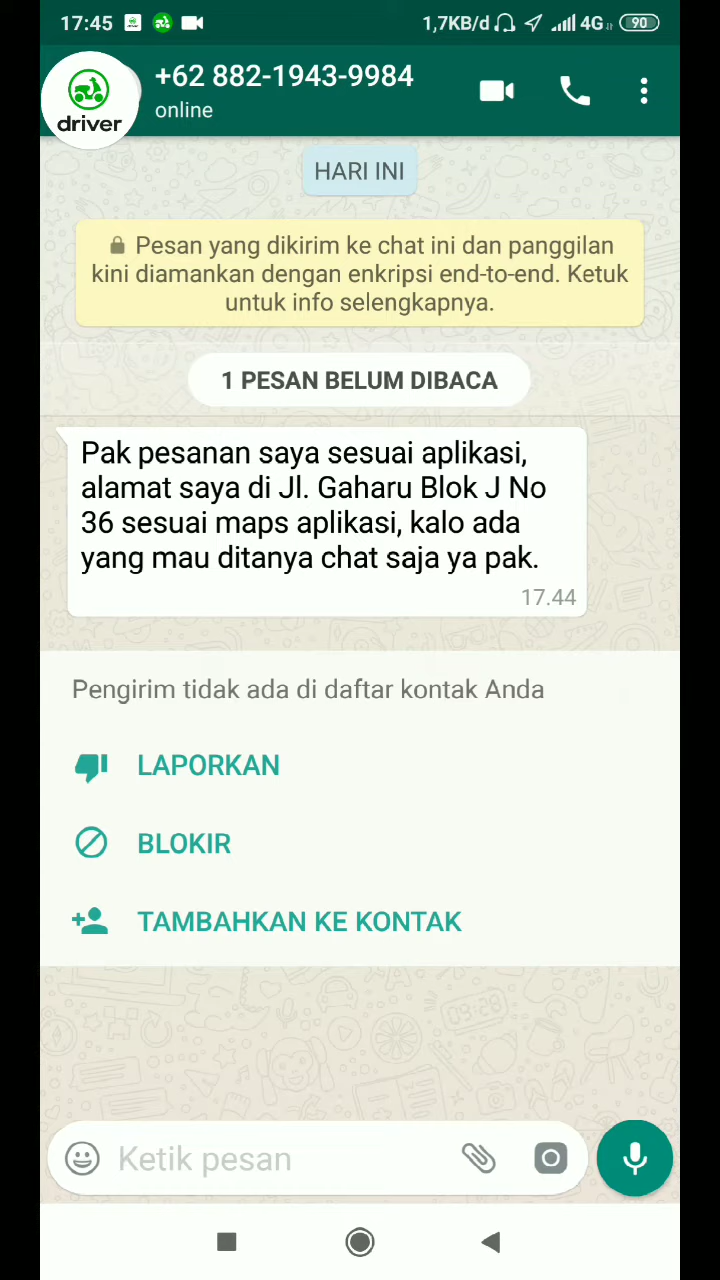 17:45 1,7KB/d 4G 90
+62 882-1943-9984
online
driver
HARI INI
Pesan yang dikirim ke chat ini dan panggilan
kini diamankan dengan enkripsi end-to-end. Ketuk
untuk info selengkapnya.
1 PESAN BELUM DIBACA
Pak pesanan saya sesuai aplikasi,
alamat saya di Jl. Gaharu Blok J No
36 sesuai maps aplikasi, kalo ada
yang mau ditanya chat saja ya pak.
17.44
Pengirim tidak ada di daftar kontak Anda
LAPORKAN
BLOKIR
TAMBAHKAN KE KONTAK
03:28
Ketik pesan